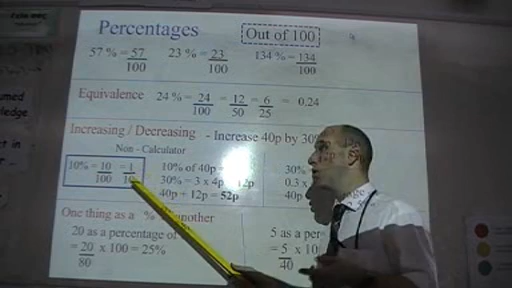 Percentages
Out of 100
57 % = 57/100 23 % = 23/100 134 % = 134/100
Equivalence 24 % = 24/100 = 12/50 = 6/25 = 0.24
Increasing / Decreasing - Increase 40p by 30%
Non - Calculator
10% = 10/100 = 1/10
10% of 40p =
30% = 3 x 4p = 12p
40p + 12p = 52p
30%
0.3 x
40p
One thing as a % another
20 as a percentage of
= 20/80 x 100 = 25%
5 as a per
= 5/40 x 10